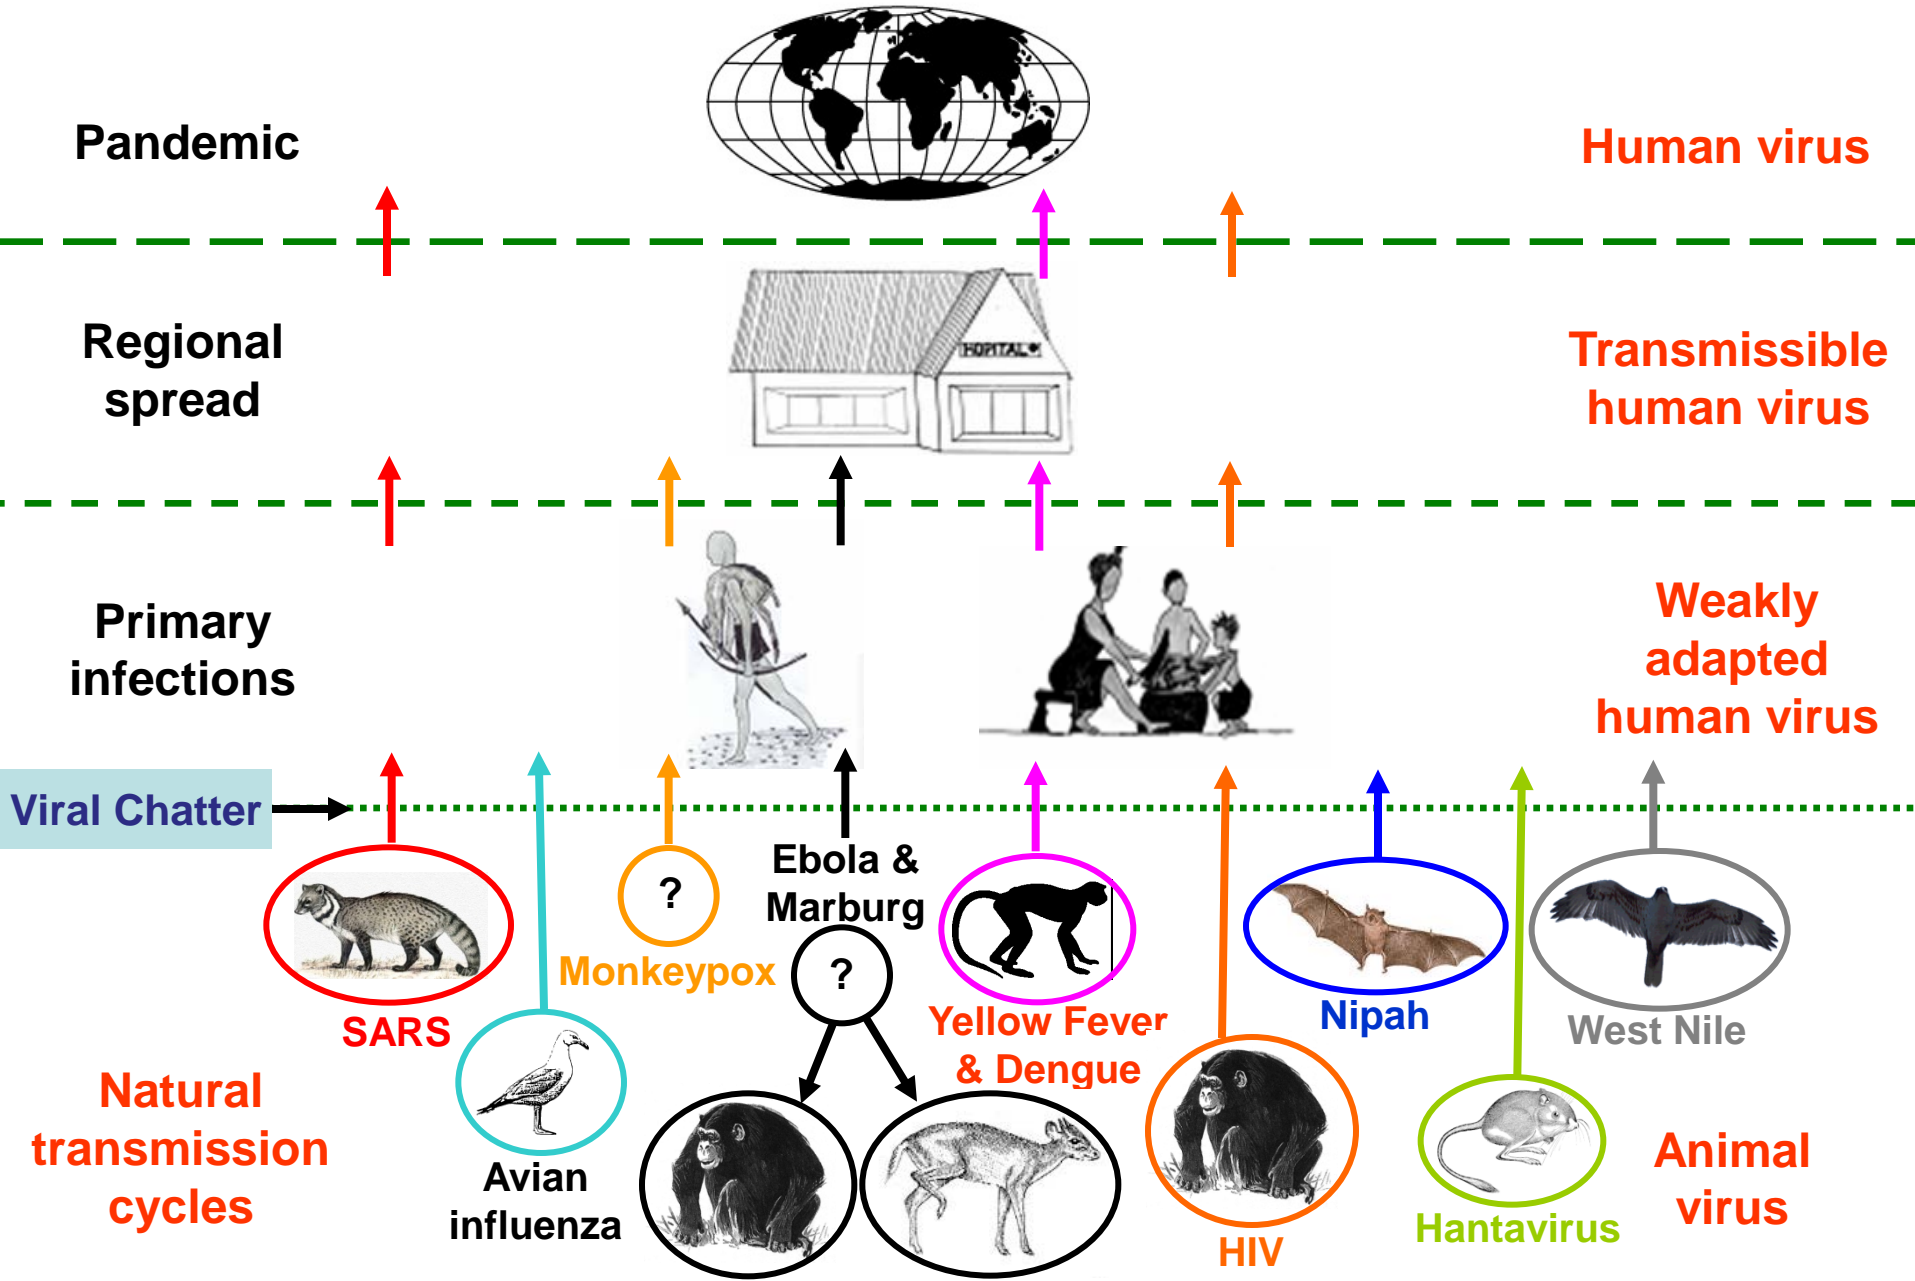 Pandemic
Human virus
Regional
spread
HOPITAL
Transmissible
human virus
Primary
infections
Weakly
adapted
human virus
Viral Chatter
Ebola &
Marburg
?
?
Monkeypox
SARS
Yellow Fever
& Dengue
Nipah
West Nile
Natural
transmission
cycles
Avian
influenza
HIV
Hantavirus
Animal
virus